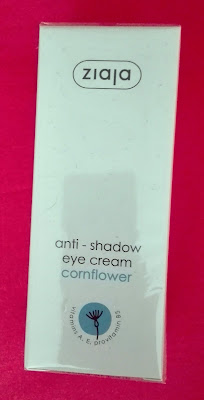 ziaja
anti - shadow
eye cream
cornflower
vitamins A, E, provitamin B5